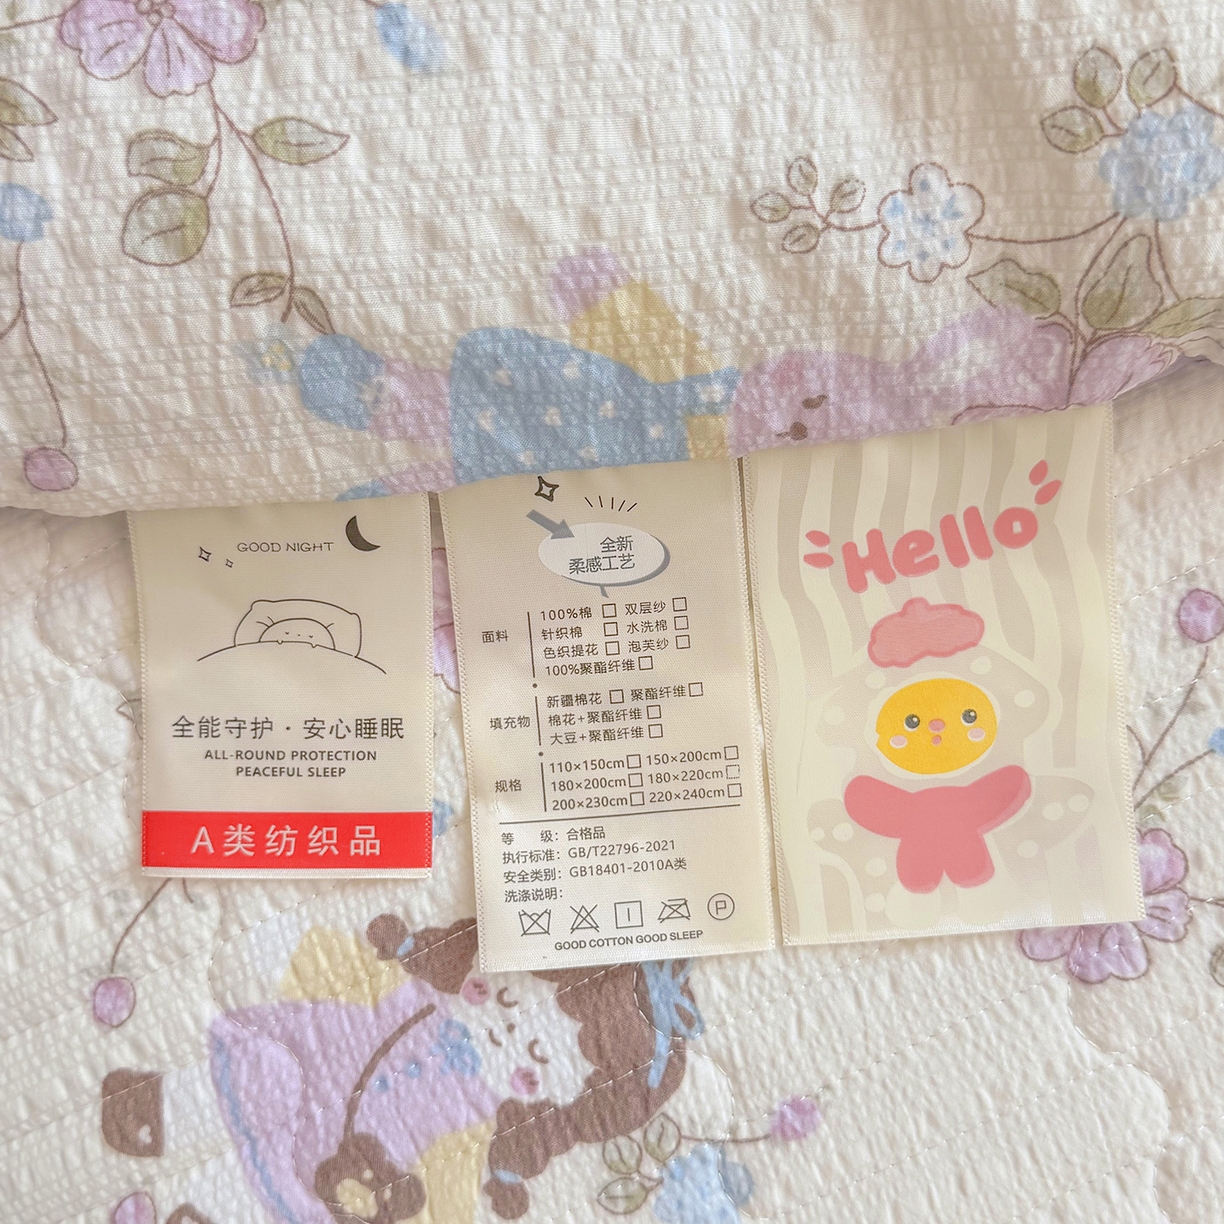 GOOD NIGHT
全能守护·安心睡眠
ALL-ROUND PROTECTION
PEACEFUL SLEEP
A类纺织品
全新
柔感工艺
面料
100%棉 □ 双层纱 □
针织棉 □ 水洗棉 □
色织提花 □ 泡芙纱 □
100%聚酯纤维 □
填充物
新疆棉花 □ 聚酯纤维 □
棉花+聚酯纤维 □
大豆+聚酯纤维 □
规格
110×150cm □ 150×200cm □
180×200cm □ 180×220cm □
200×230cm □ 220×240cm □
等 级: 合格品
执行标准: GB/T22796-2021
安全类别: GB18401-2010A类
洗涤说明:
P
GOOD COTTON GOOD SLEEP
Hello